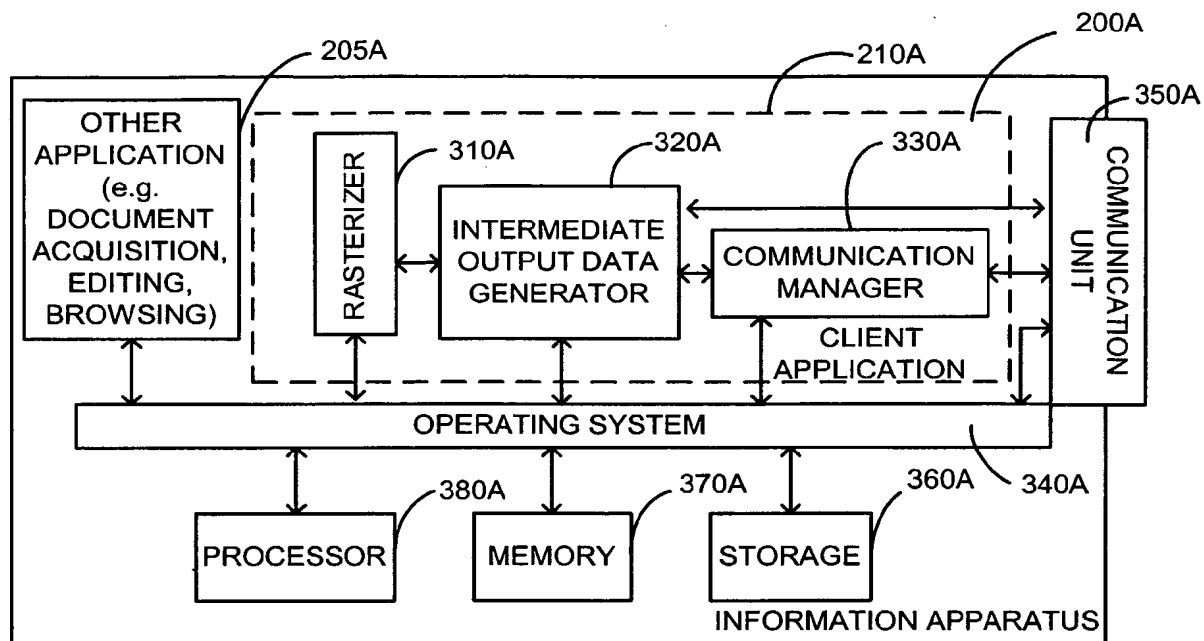 205A
210A
200A
350A
OTHER
APPLICATION
(e.g.
DOCUMENT
ACQUISITION,
EDITING,
BROWSING)
RASTERIZER
310A
320A
INTERMEDIATE
OUTPUT DATA
GENERATOR
330A
COMMUNICATION
MANAGER
CLIENT
APPLICATION
COMMUNICATION
UNIT
OPERATING SYSTEM
340A
380A
PROCESSOR
370A
MEMORY
360A
STORAGE
INFORMATION APPARATUS